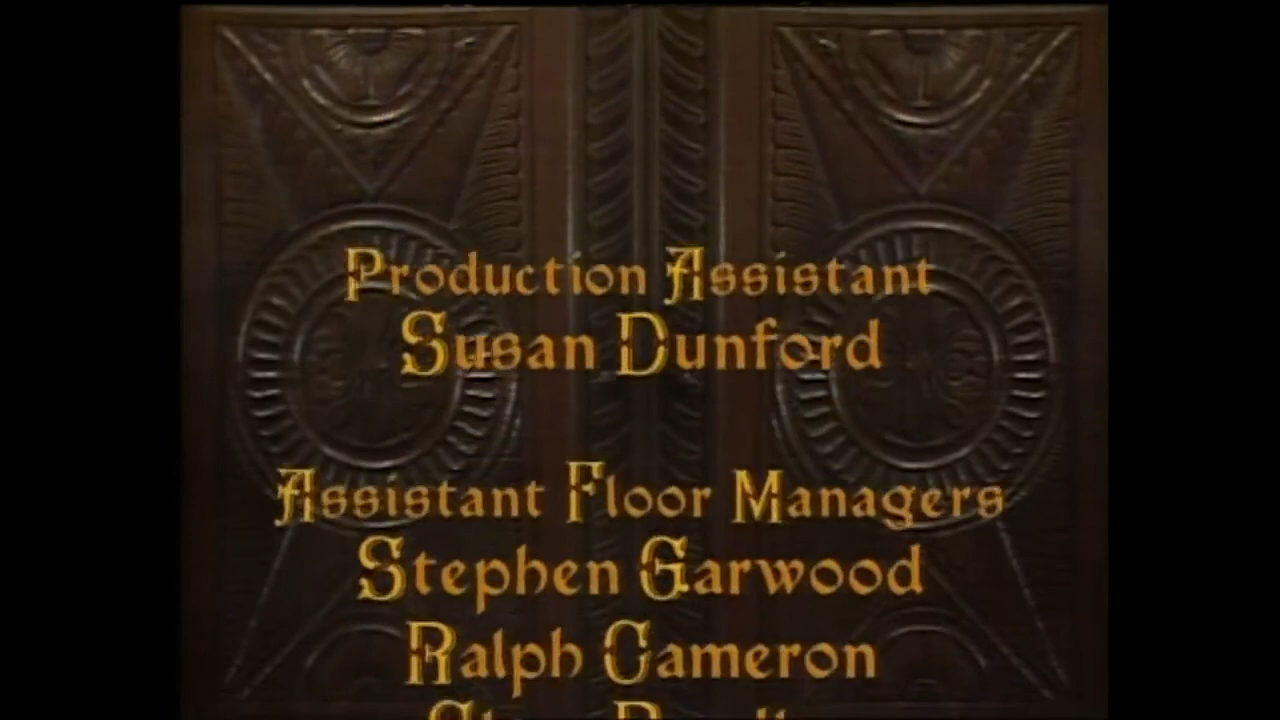 Production Assistant
Susan Dunford
Assistant Floor Managers
Stephen Garwood
Ralph Cameron